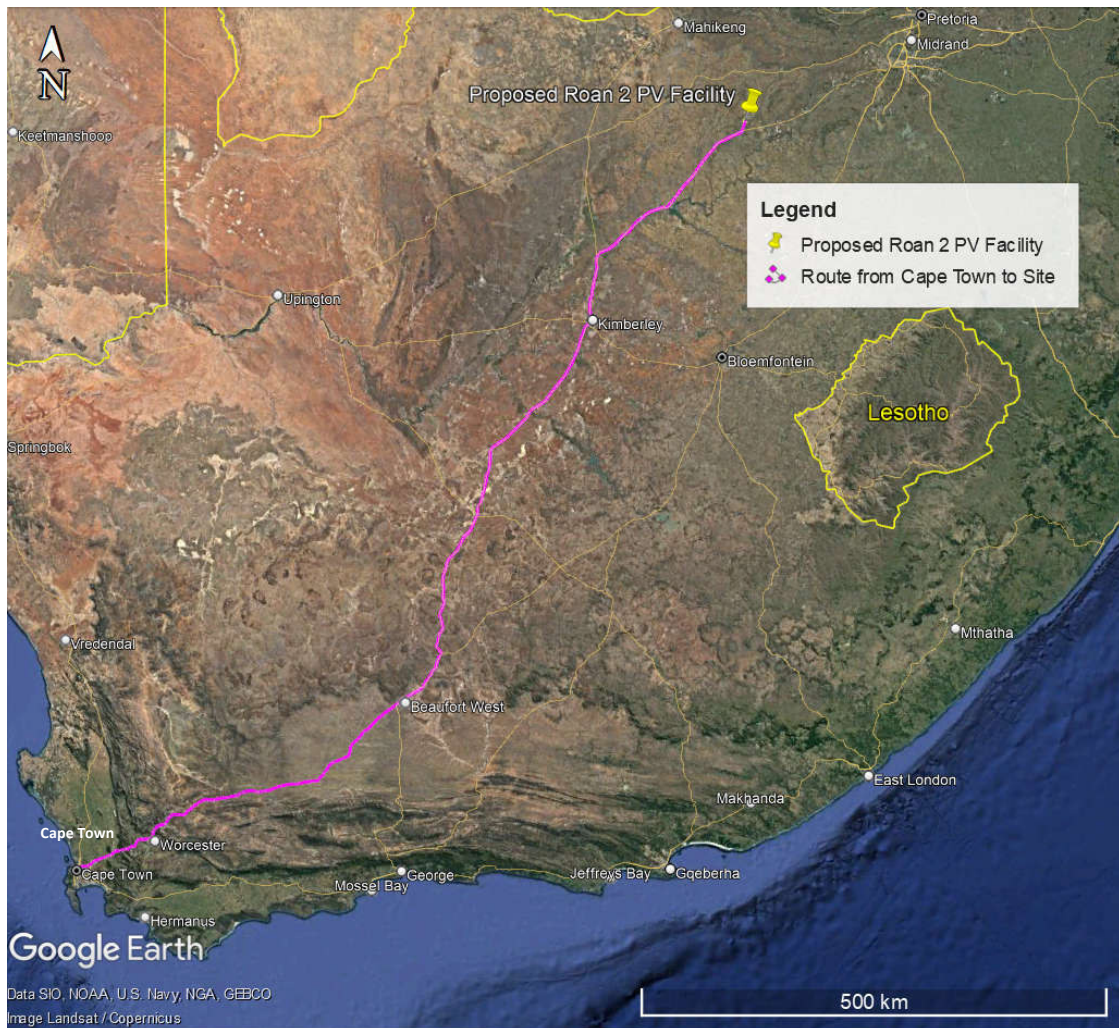 Mahikeng
Pretoria
Midrand
N
Proposed Roan 2 PV Facility
Keetmanshoop
Legend
Proposed Roan 2 PV Facility
Route from Cape Town to Site
Upington
Kimberley
Bloemfontein
Lesotho
Springbok
Vredendal
Mthatha
Beaufort West
East London
Makhanda
Cape Town
Worcester
Cape Town
George
Jeffreys Bay
Gqeberha
Mossel Bay
Hermanus
Google Earth
Data SIO, NOAA, U.S. Navy, NGA, GEBCO
Image Landsat / Copernicus
500 km